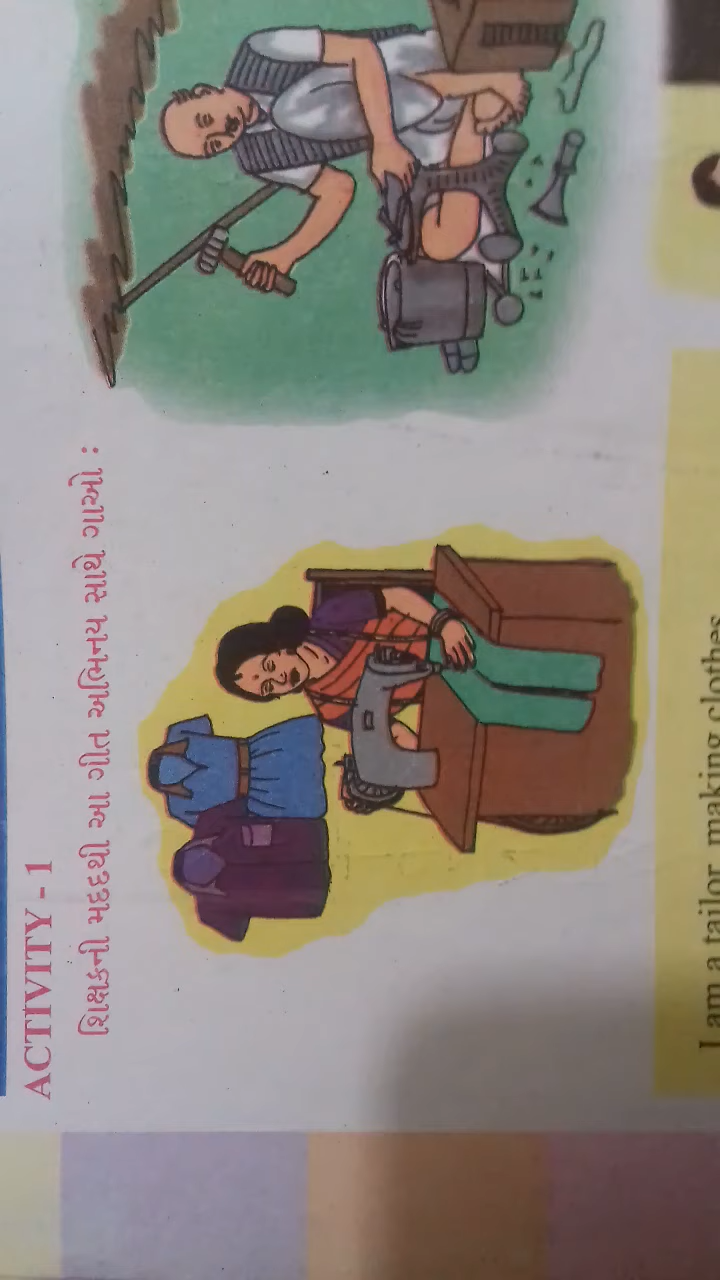 ACTIVITY - 1
શિક્ષકની મદદથી આ ગીત અભિનય સાથે ગાઓ :
I am a tailor, making clothes